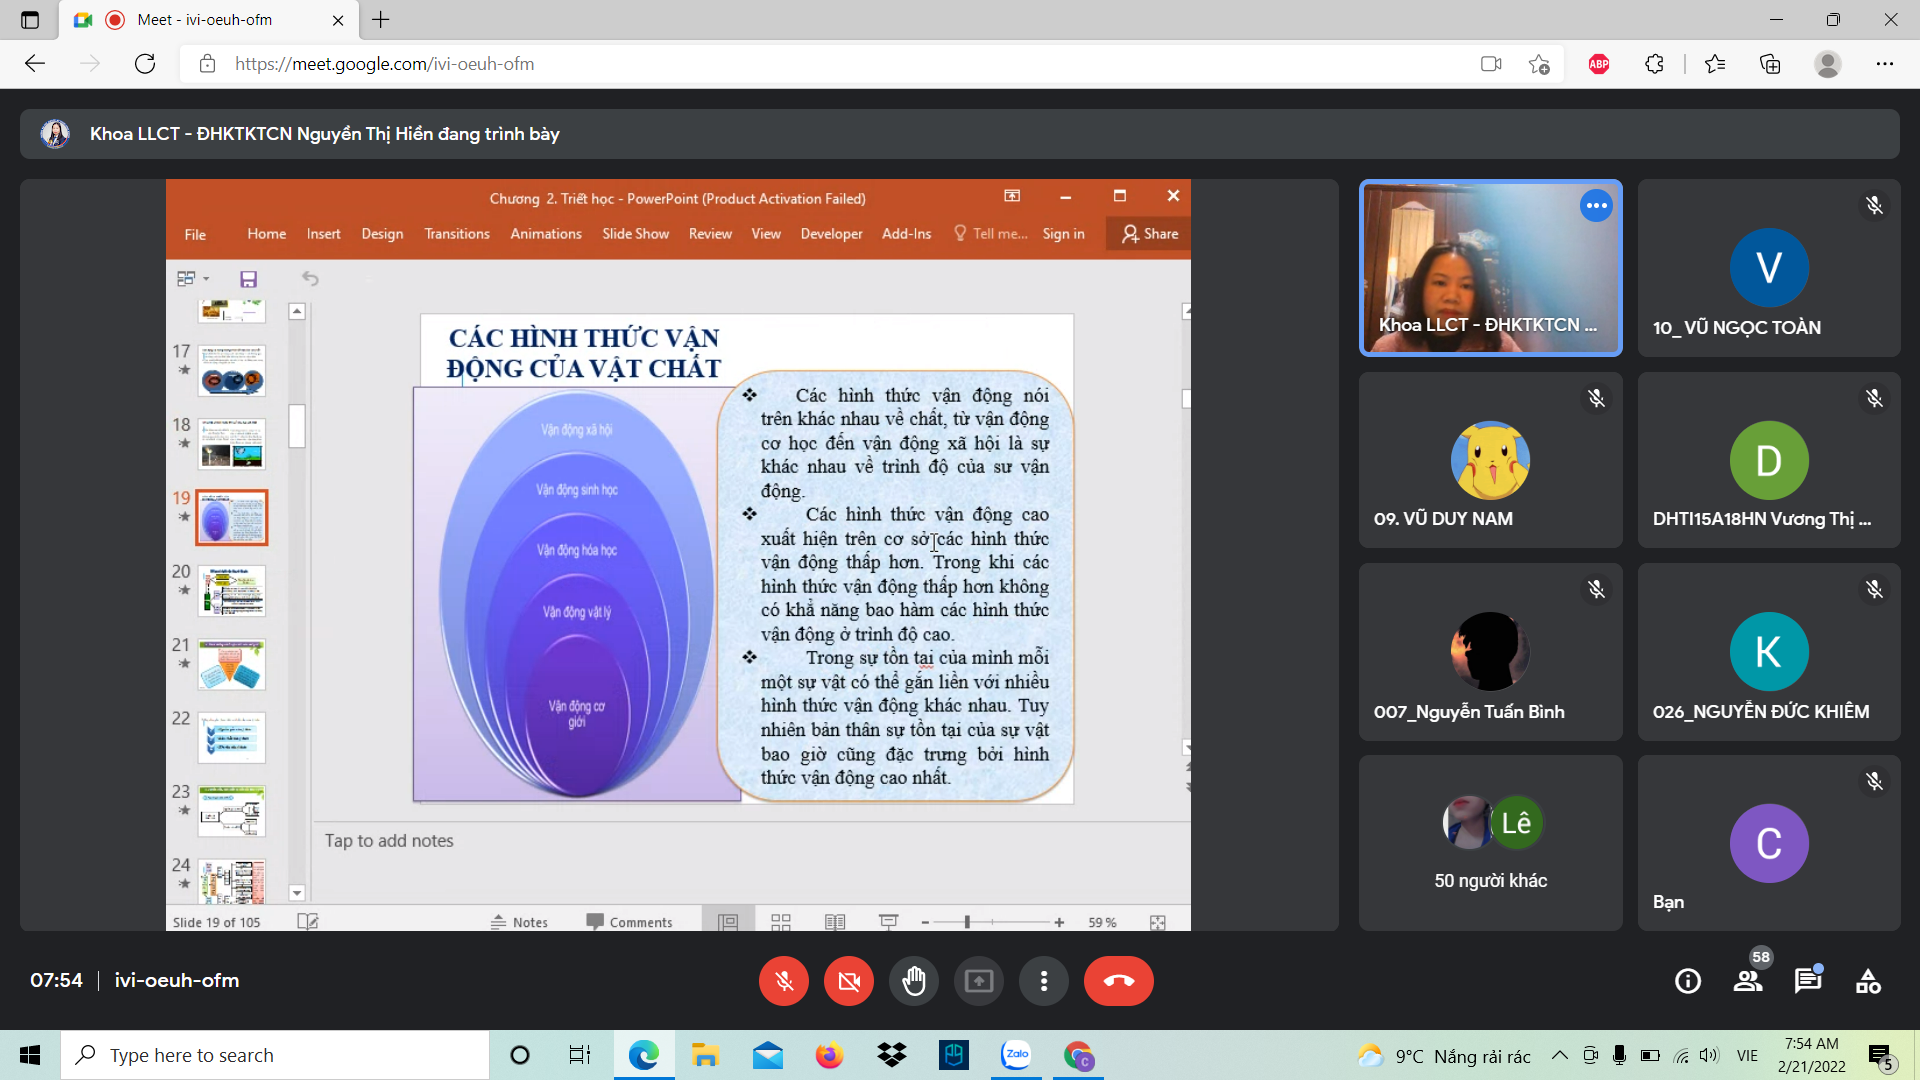 Meet - ivi-oeuh-ofm
https://meet.google.com/ivi-oeuh-ofm
ABP
Khoa LLCT - ĐHKTKTCN Nguyễn Thị Hiển đang trình bày
Chương 2. Triết học - PowerPoint (Product Activation Failed)
File Home Insert Design Transitions Animations Slide Show Review View Developer Add-Ins Tell me... Sign in Share
17
18
19
20
21
22
23
24
CÁC HÌNH THỨC VẬN
ĐỘNG CỦA VẬT CHẤT
Vận động xã hội
Vận động sinh học
Vận động hóa học
Vận động vật lý
Vận động cơ
giới
Các hình thức vận động nói
trên khác nhau về chất, từ vận động
cơ học đến vận động xã hội là sự
khác nhau về trình độ của sư vận
động.
Các hình thức vận động cao
xuất hiện trên cơ sở các hình thức
vận động thấp hơn. Trong khi các
hình thức vận động thấp hơn không
có khả năng bao hàm các hình thức
vận động ở trình độ cao.
Trong sự tồn tai của mình mỗi
một sự vật có thể gắn liền với nhiều
hình thức vận động khác nhau. Tuy
nhiên bản thân sự tồn tại của sự vật
bao giờ cũng đặc trưng bởi hình
thức vận động cao nhất.
Tap to add notes
Slide 19 of 105 Notes Comments 59 %
Khoa LLCT - ĐHKTKTCN ...
V
10_ VŨ NGỌC TOÀN
09. VŨ DUY NAM
D
DHTI15A18HN Vương Thị ...
007_Nguyễn Tuấn Bình
K
026_NGUYỄN ĐỨC KHIÊM
Lê
50 người khác
C
Bạn
07:54 ivi-oeuh-ofm
58
Type here to search
Zalo
C
9°C Nắng rải rác
VIE
7:54 AM
2/21/2022
5